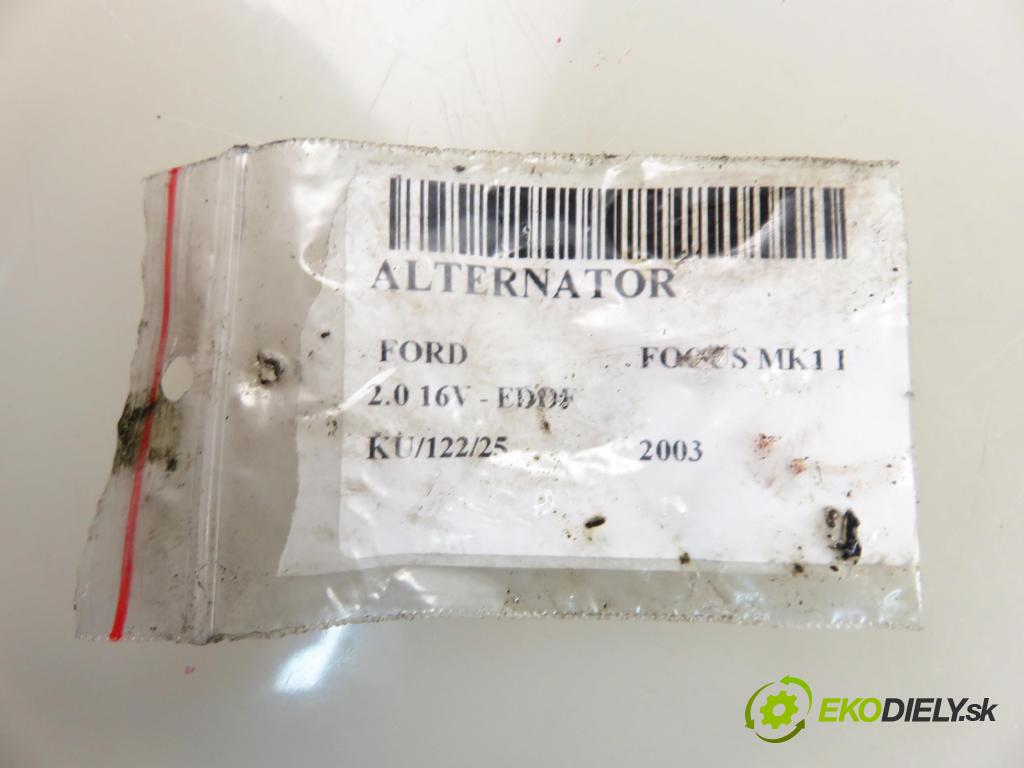 ALTERNATOR
FORD FOCUS MK1 I
2.0 16V - EDDF
KU/122/25 2003
EKODIELY.sk